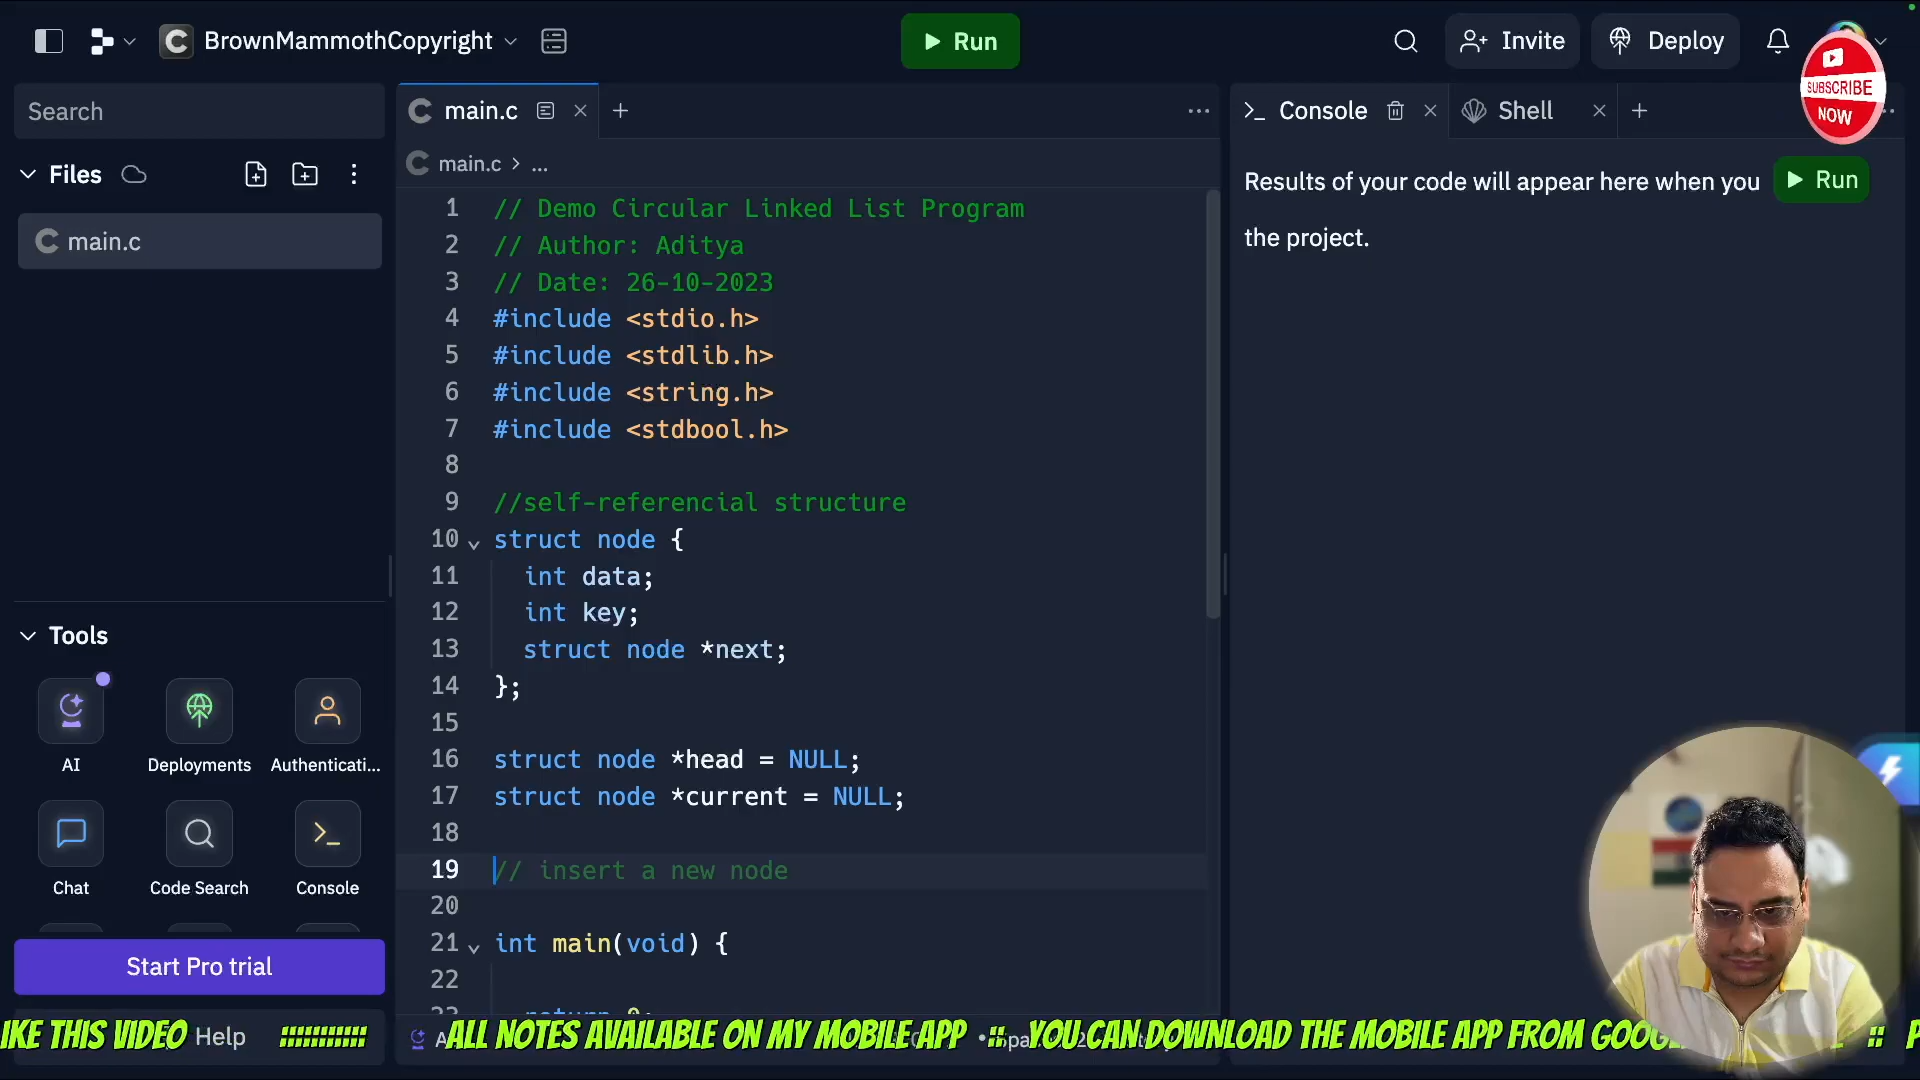 BrownMammothCopyright
Run
Invite
Deploy
SUBSCRIBE
NOW
Search
Files
main.c
Tools
AI
Deployments
Authenticati...
Chat
Code Search
Console
Start Pro trial
Help
main.c
main.c > ...
1 // Demo Circular Linked List Program
2 // Author: Aditya
3 // Date: 26-10-2023
4 #include <stdio.h>
5 #include <stdlib.h>
6 #include <string.h>
7 #include <stdbool.h>
8
9 //self-referencial structure
10 struct node {
11 int data;
12 int key;
13 struct node *next;
14 };
15
16 struct node *head = NULL;
17 struct node *current = NULL;
18
19 // insert a new node
20
21 int main(void) {
22
23 return 0;
Console
Shell
Results of your code will appear here when you Run
the project.
IKE THIS VIDEO :::::::::: ALL NOTES AVAILABLE ON MY MOBILE APP :: YOU CAN DOWNLOAD THE MOBILE APP FROM :: P